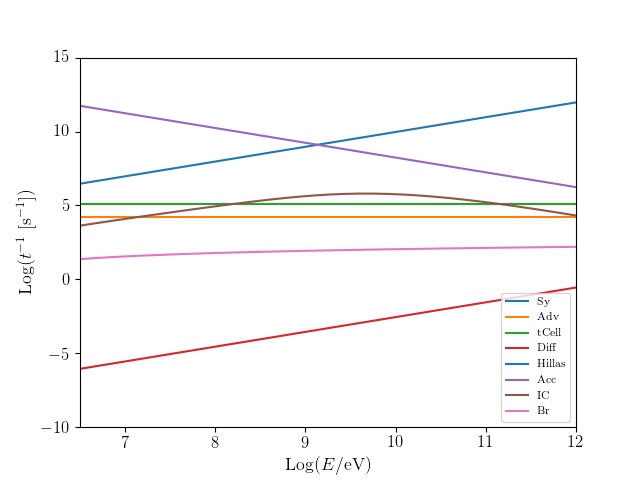 15
10
5
0
−5
−10
Log(t⁻¹ [s⁻¹])
7
8
9
10
11
12
Log(E/eV)
Sy
Adv
tCell
Diff
Hillas
Acc
IC
Br